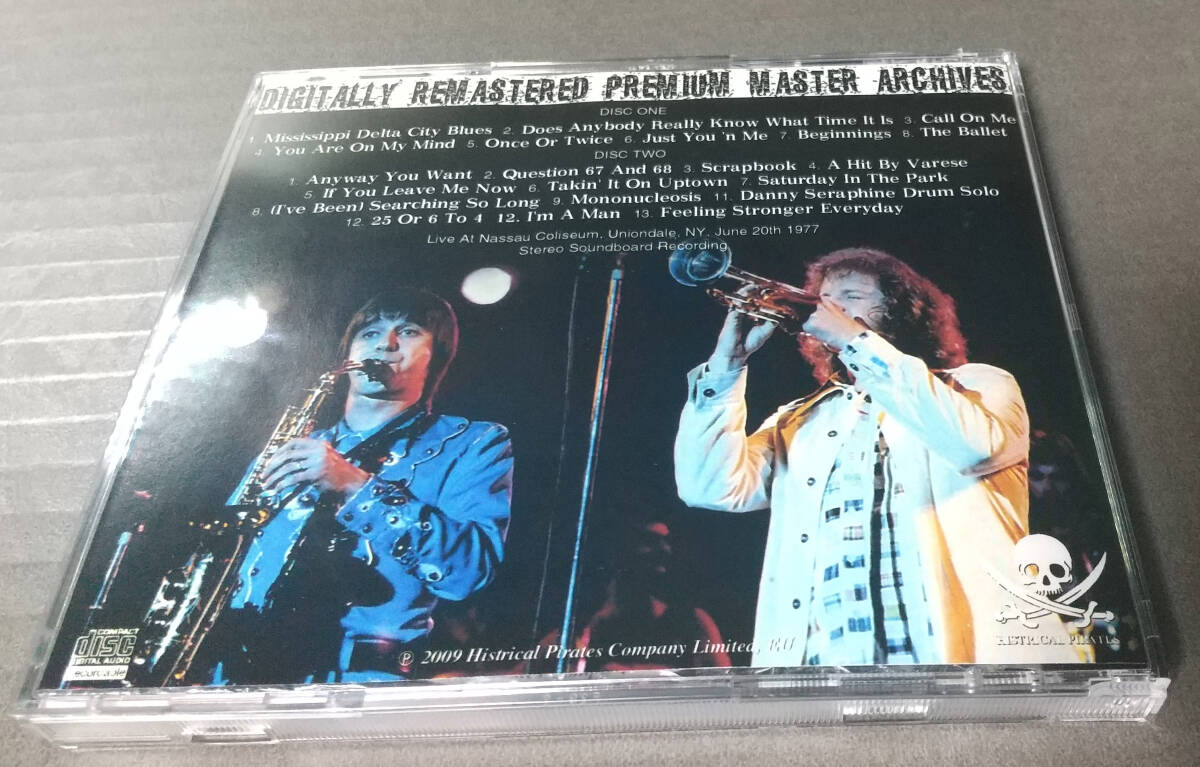 DIGITALLY REMASTERED PREMIUM MASTER ARCHIVES
DISC ONE
1. Mississippi Delta City Blues 2. Does Anybody Really Know What Time It Is 3. Call On Me
4. You Are On My Mind 5. Once Or Twice 6. Just You 'n Me 7. Beginnings 8. The Ballet
DISC TWO
1. Anyway You Want 2. Question 67 And 68 3. Scrapbook 4. A Hit By Varese
5. If You Leave Me Now 6. Takin' It On Uptown 7. Saturday In The Park
8. (I've Been) Searching So Long 9. Mononucleosis 11. Danny Seraphine Drum Solo
12. 25 Or 6 To 4 12. I'm A Man 13. Feeling Stronger Everyday
Live At Nassau Coliseum, Uniondale, NY. June 20th 1977
Stereo Soundboard Recording
COMPACT
disc
DIGITAL AUDIO
Recordable
HISTRICAL PIRATES
℗ 2009 Histrical Pirates Company Limited,